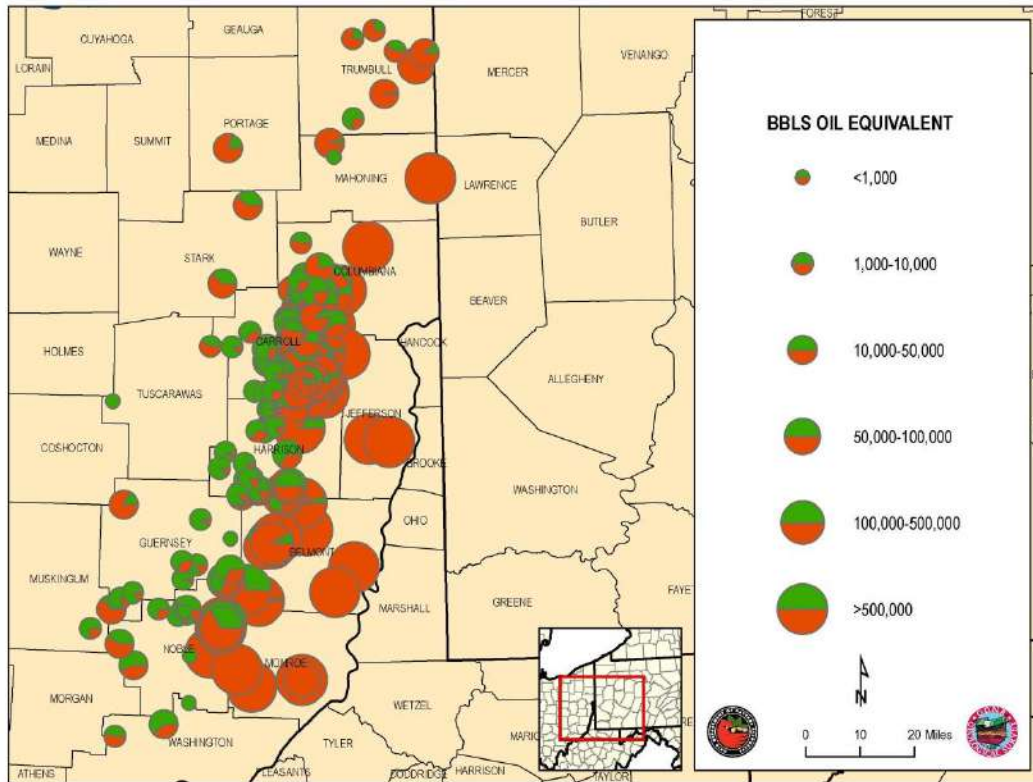 FOREST
CUYAHOGA
GEAUGA
LORAIN
TRUMBULL
MERCER
VENANGO
MEDINA
SUMMIT
PORTAGE
MAHONING
LAWRENCE
BUTLER
WAYNE
STARK
COLUMBIANA
BEAVER
HOLMES
CARROLL
HANCOCK
ALLEGHENY
TUSCARAWAS
JEFFERSON
COSHOCTON
HARRISON
BROOKE
WASHINGTON
OHIO
GUERNSEY
BELMONT
MUSKINGUM
MARSHALL
GREENE
FAYE
NOBLE
MONROE
MORGAN
WETZEL
WASHINGTON
TYLER
MARIO
ATHENS
PLEASANTS
DODDRIDGE
HARRISON
TAYLOR
BBLS OIL EQUIVALENT
<1,000
1,000-10,000
10,000-50,000
50,000-100,000
100,000-500,000
>500,000
N
0 10 20 Miles